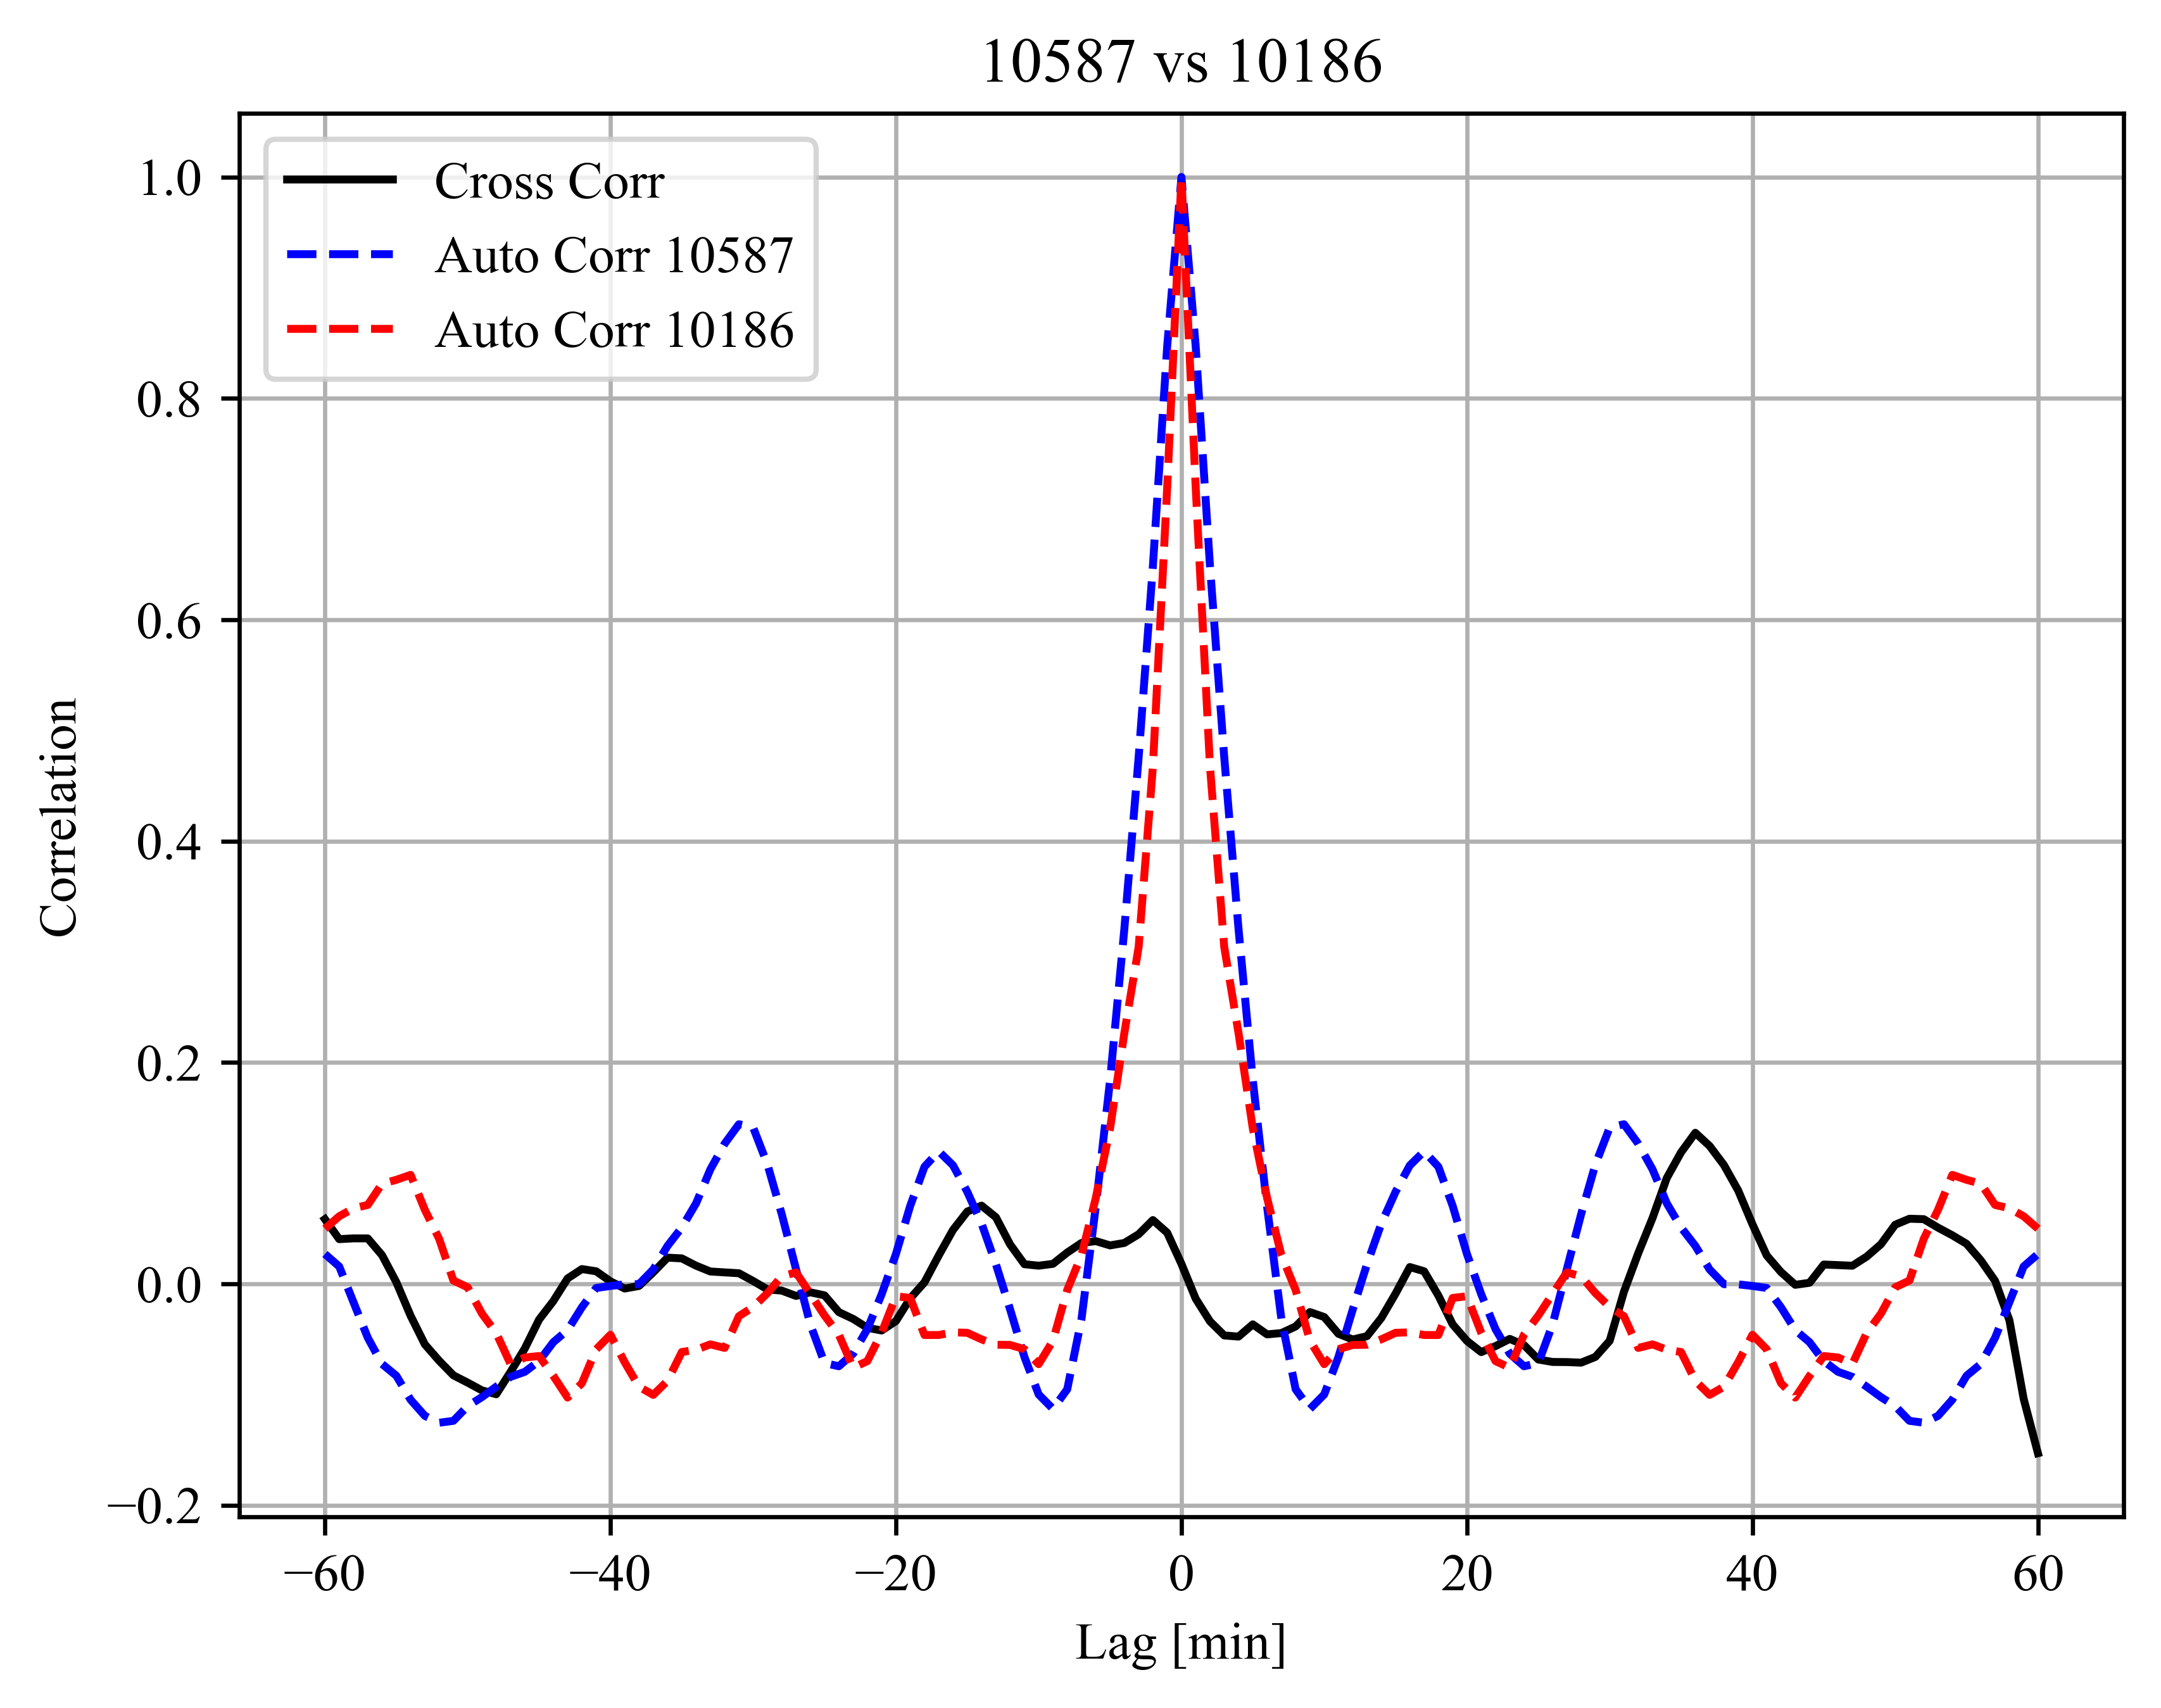 10587 vs 10186
Cross Corr
Auto Corr 10587
Auto Corr 10186
1.0
0.8
0.6
0.4
0.2
0.0
−0.2
Correlation
−60 −40 −20 0 20 40 60
Lag [min]